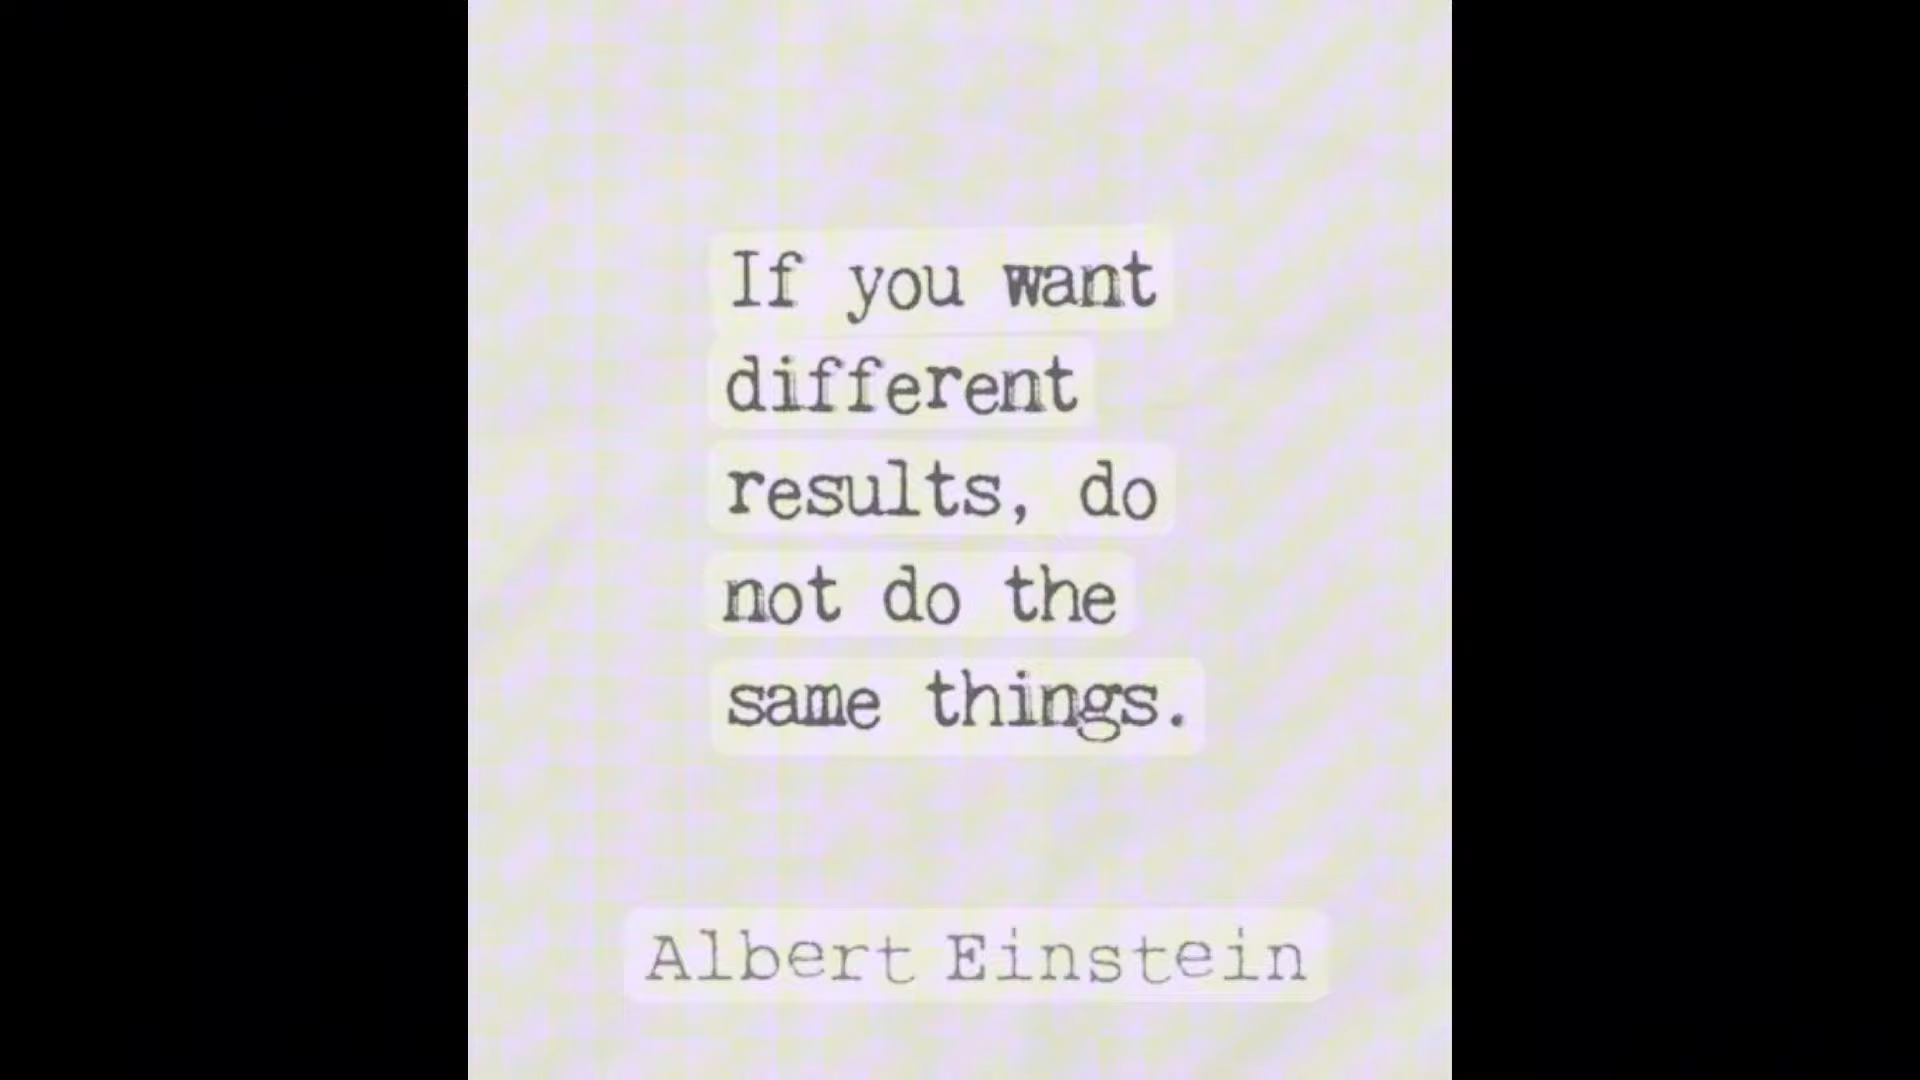 If you want
different
results, do
not do the
same things.
Albert Einstein